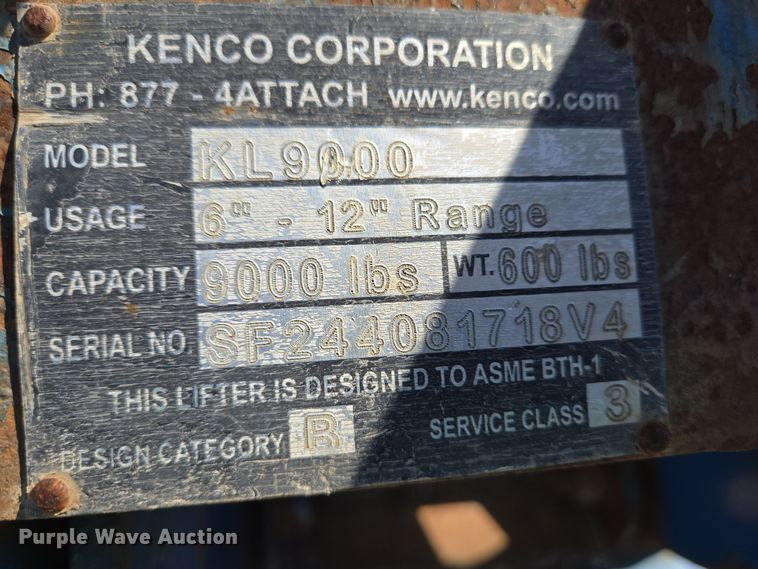 KENCO CORPORATION
PH: 877 - 4ATTACH www.kenco.com
MODEL KL9000
USAGE 6" - 12" Range
CAPACITY 9000 lbs WT. 600 lbs
SERIAL NO. SF244081718V4
THIS LIFTER IS DESIGNED TO ASME BTH-1
DESIGN CATEGORY B SERVICE CLASS 3
Purple Wave Auction